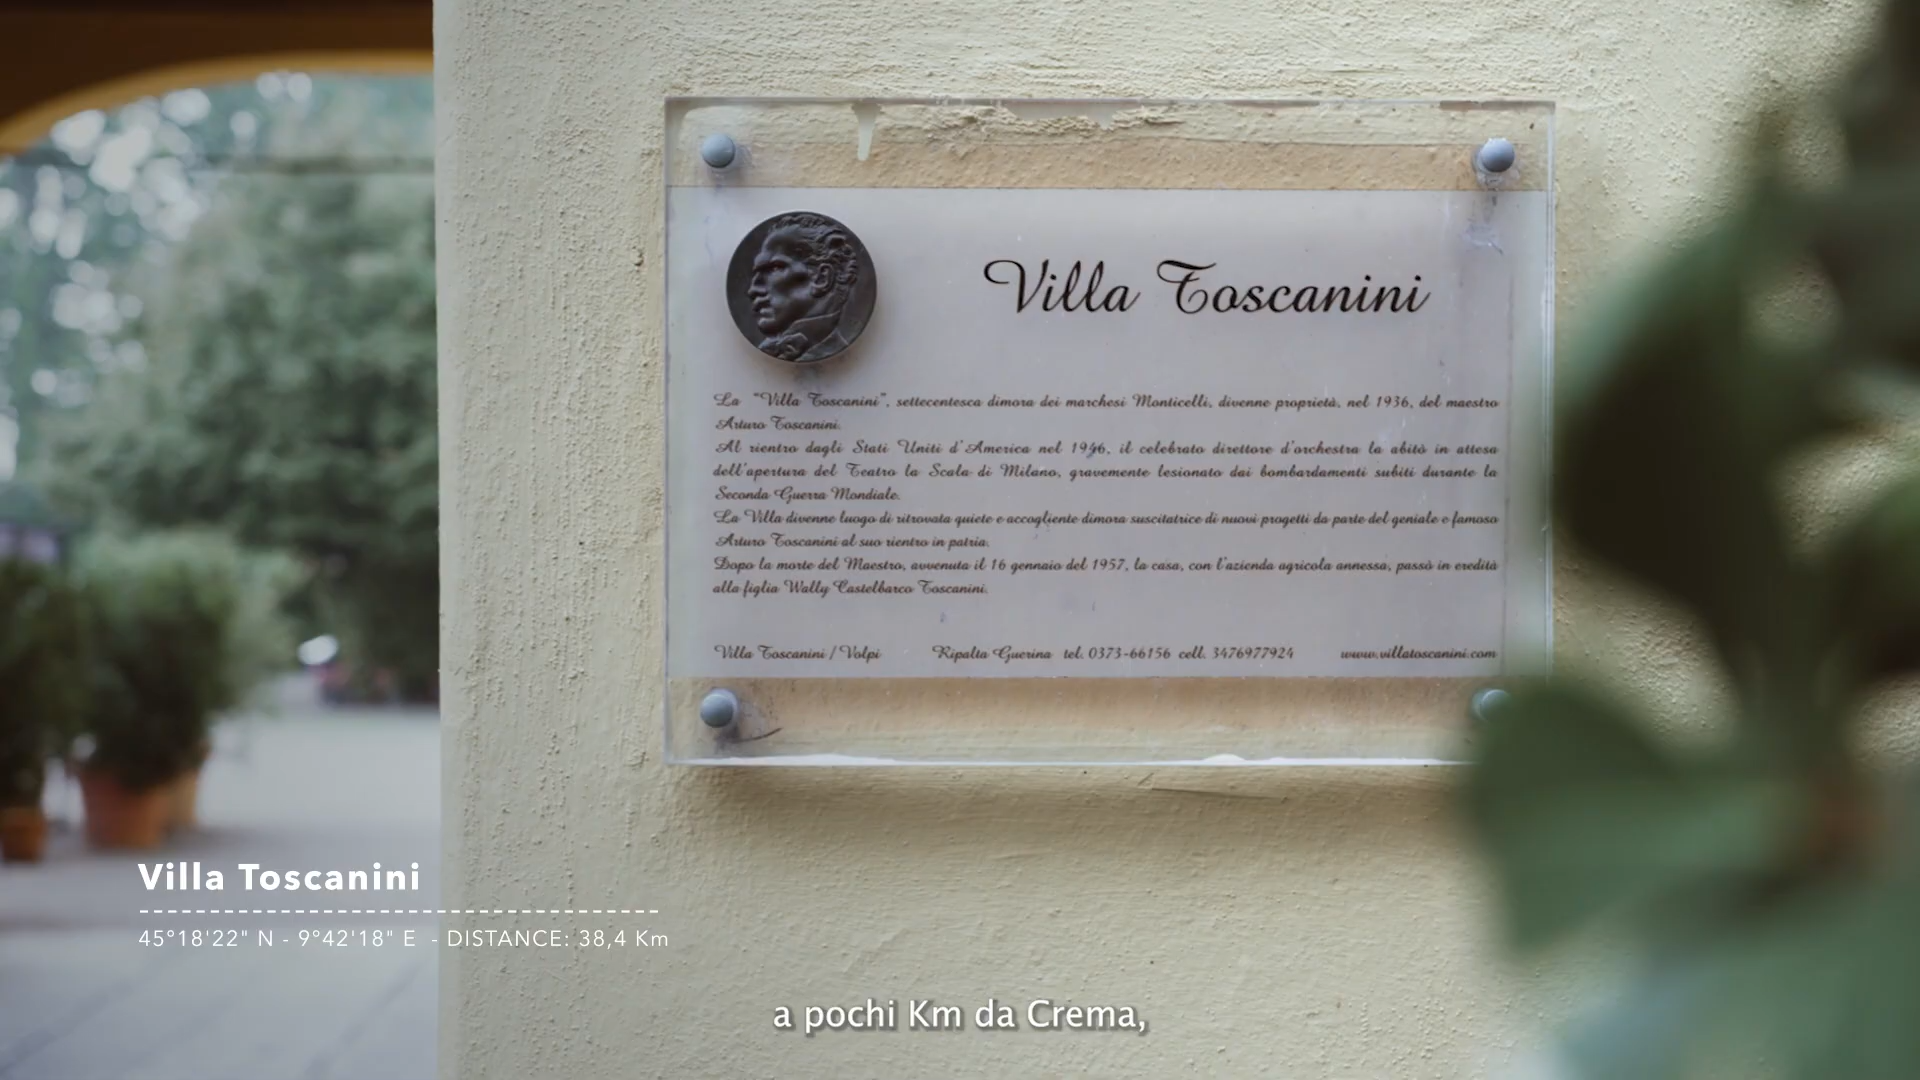 Villa Toscanini
La "Villa Toscanini", settecentesca dimora dei marchesi Monticelli, divenne proprietà, nel 1936, del maestro
Arturo Toscanini.
Al rientro dagli Stati Uniti d'America nel 1946, il celebrato direttore d'orchestra la abitò in attesa
dell'apertura del Teatro la Scala di Milano, gravemente lesionato dai bombardamenti subiti durante la
Seconda Guerra Mondiale.
La Villa divenne luogo di ritrovata quiete e accogliente dimora suscitatrice di nuovi progetti da parte del geniale e famoso
Arturo Toscanini al suo rientro in patria.
Dopo la morte del Maestro, avvenuta il 16 gennaio del 1957, la casa, con l'azienda agricola annessa, passò in eredità
alla figlia Wally Castelbarco Toscanini.
Villa Toscanini / Volpi Ripalta Guerina tel. 0373-66156 cell. 3476977924 www.villatoscanini.com
Villa Toscanini
45°18'22" N - 9°42'18" E - DISTANCE: 38,4 Km
a pochi Km da Crema,